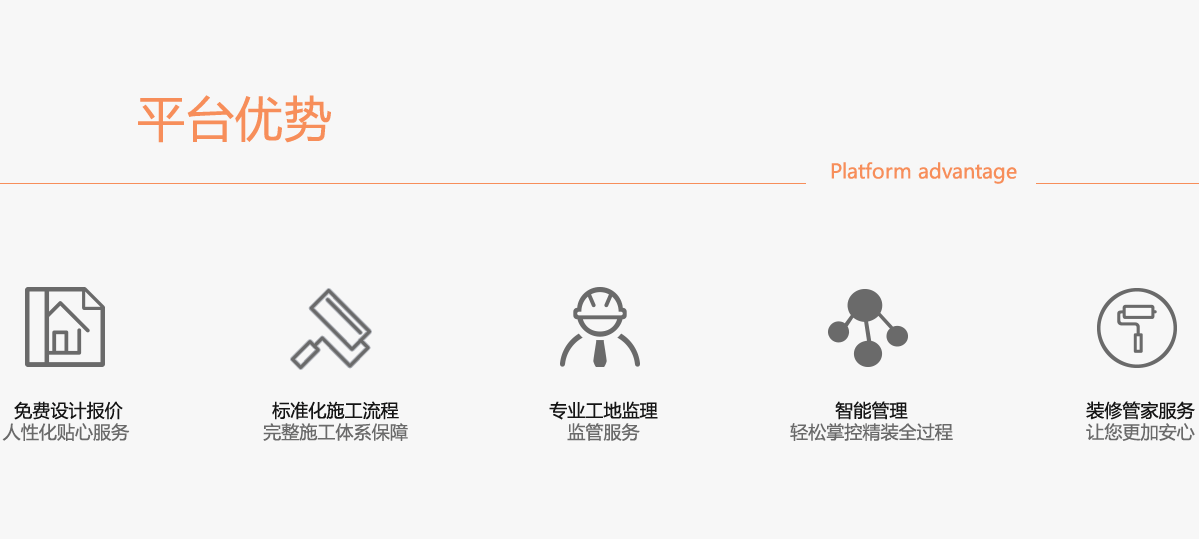 平台优势
Platform advantage
免费设计报价
人性化贴心服务
标准化施工流程
完整施工体系保障
专业工地监理
监管服务
智能管理
轻松掌控精装全过程
装修管家服务
让您更加安心